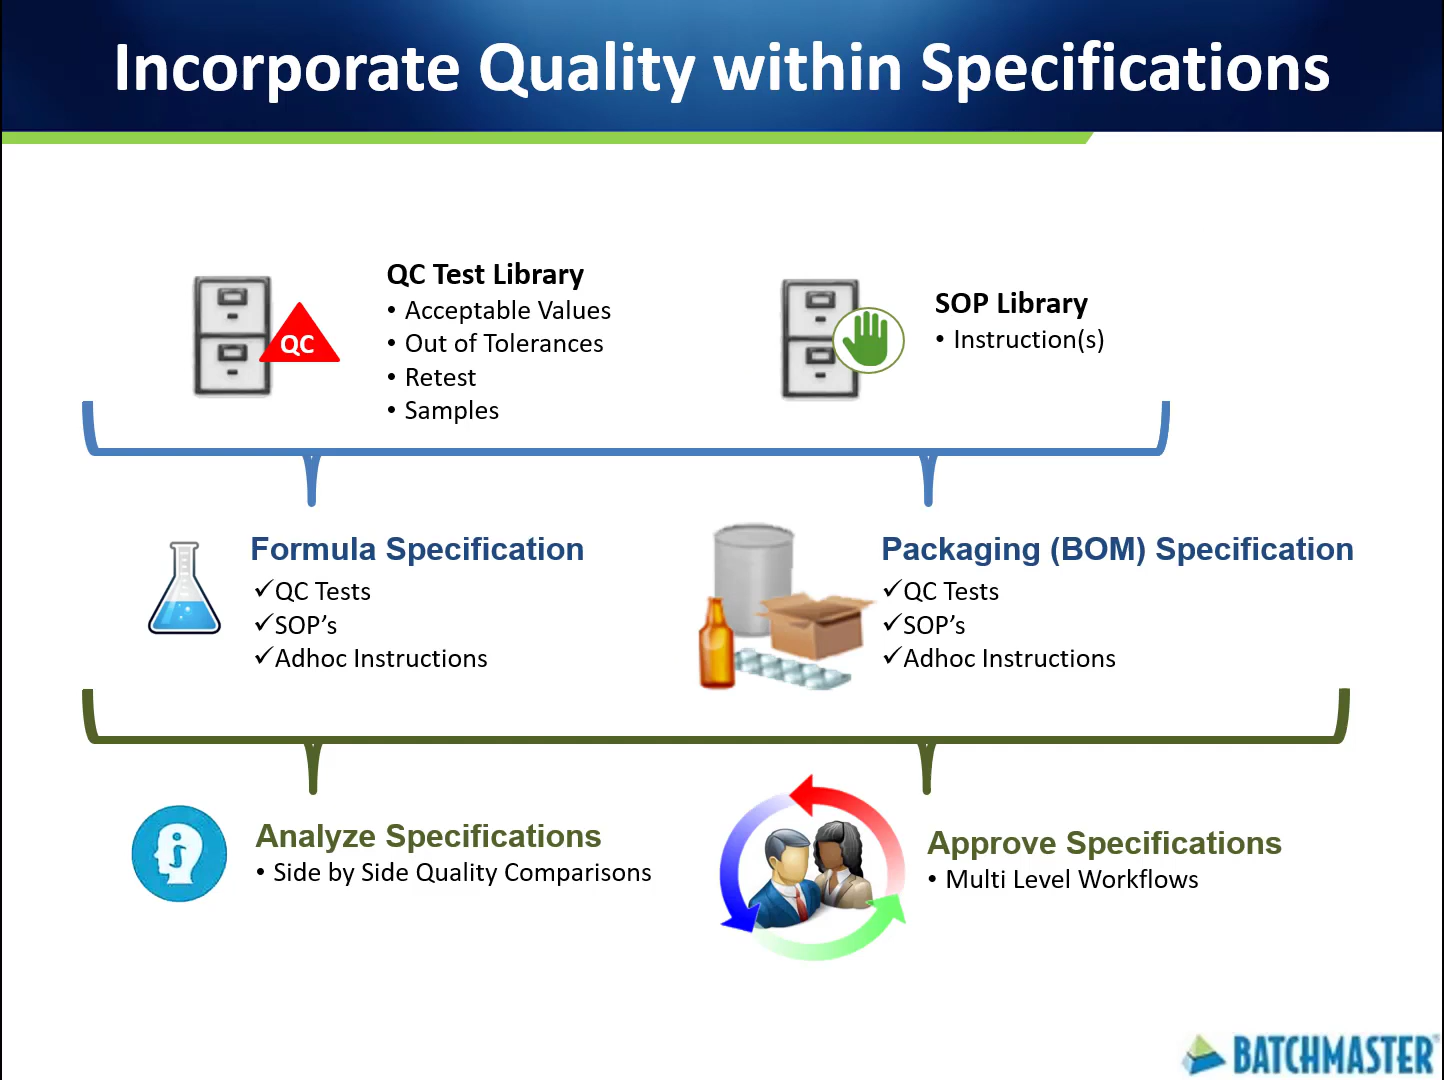 Incorporate Quality within Specifications
QC
QC Test Library
• Acceptable Values
• Out of Tolerances
• Retest
• Samples
SOP Library
• Instruction(s)
Formula Specification
✓QC Tests
✓SOP’s
✓Adhoc Instructions
Packaging (BOM) Specification
✓QC Tests
✓SOP’s
✓Adhoc Instructions
Analyze Specifications
• Side by Side Quality Comparisons
Approve Specifications
• Multi Level Workflows
BATCHMASTER®